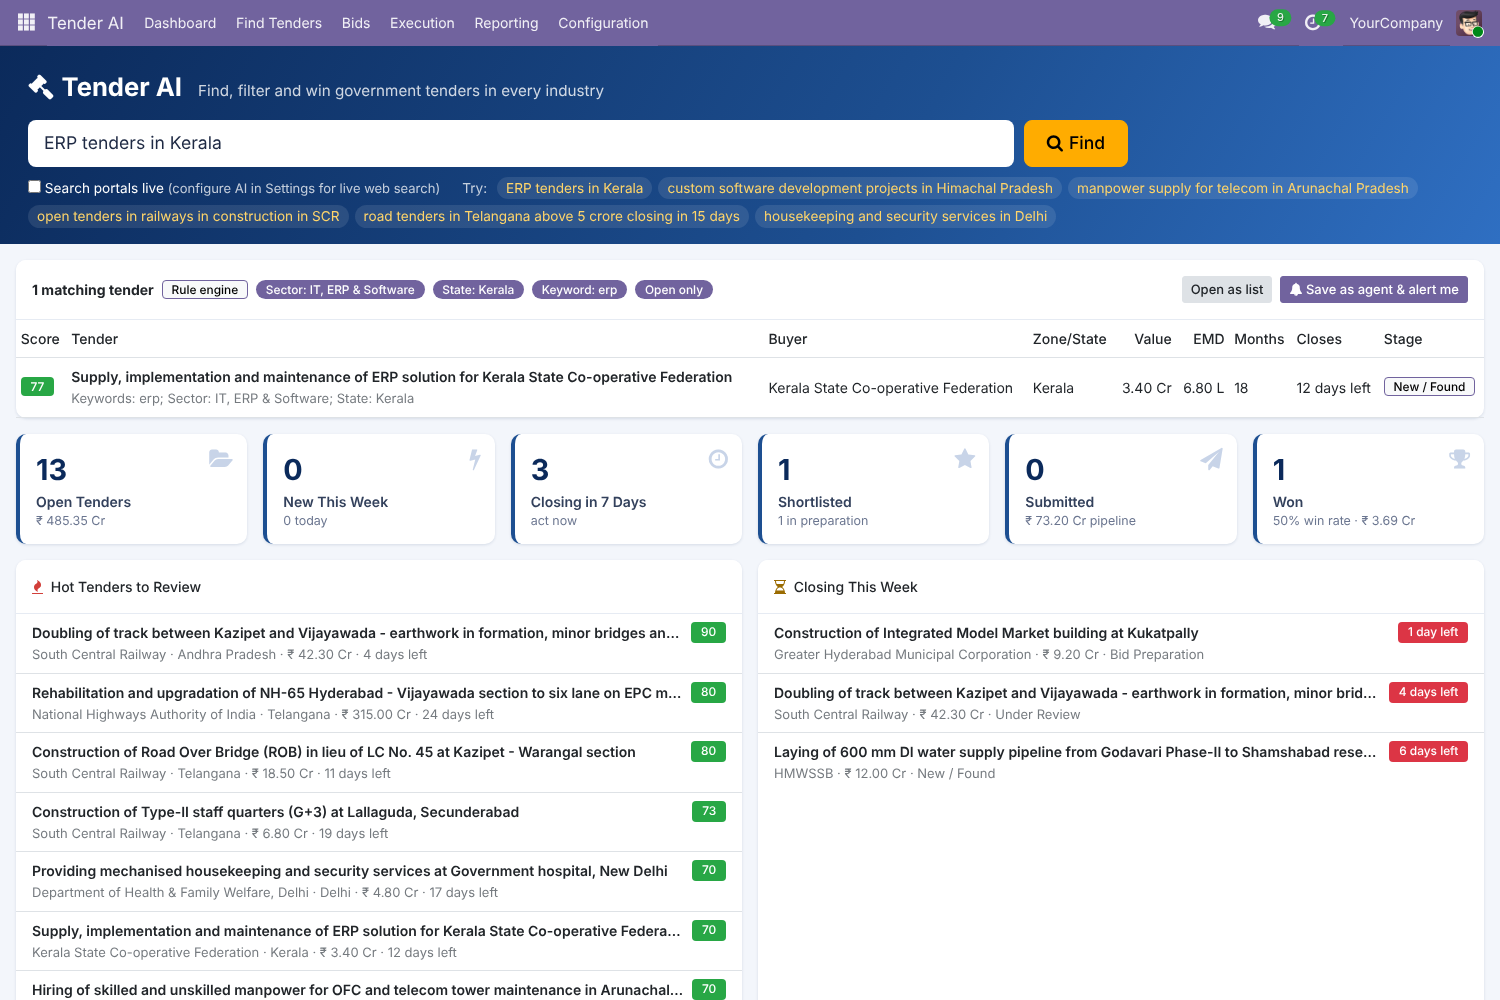 Tender AI Dashboard Find Tenders Bids Execution Reporting Configuration 9 7 YourCompany
Tender AI Find, filter and win government tenders in every industry
ERP tenders in Kerala Find
Search portals live (configure AI in Settings for live web search) Try: ERP tenders in Kerala custom software development projects in Himachal Pradesh manpower supply for telecom in Arunachal Pradesh
open tenders in railways in construction in SCR road tenders in Telangana above 5 crore closing in 15 days housekeeping and security services in Delhi
1 matching tender Rule engine Sector: IT, ERP & Software State: Kerala Keyword: erp Open only Open as list Save as agent & alert me
Score Tender Buyer Zone/State Value EMD Months Closes Stage
77 Supply, implementation and maintenance of ERP solution for Kerala State Co-operative Federation Kerala State Co-operative Federation Kerala 3.40 Cr 6.80 L 18 12 days left New / Found
Keywords: erp; Sector: IT, ERP & Software; State: Kerala
13 0 3 1 0 1
Open Tenders New This Week Closing in 7 Days Shortlisted Submitted Won
₹ 485.35 Cr 0 today act now 1 in preparation ₹ 73.20 Cr pipeline 50% win rate · ₹ 3.69 Cr
Hot Tenders to Review
Doubling of track between Kazipet and Vijayawada - earthwork in formation, minor bridges an... 90
South Central Railway · Andhra Pradesh · ₹ 42.30 Cr · 4 days left
Rehabilitation and upgradation of NH-65 Hyderabad - Vijayawada section to six lane on EPC m... 80
National Highways Authority of India · Telangana · ₹ 315.00 Cr · 24 days left
Construction of Road Over Bridge (ROB) in lieu of LC No. 45 at Kazipet - Warangal section 80
South Central Railway · Telangana · ₹ 18.50 Cr · 11 days left
Construction of Type-II staff quarters (G+3) at Lallaguda, Secunderabad 73
South Central Railway · Telangana · ₹ 6.80 Cr · 19 days left
Providing mechanised housekeeping and security services at Government hospital, New Delhi 70
Department of Health & Family Welfare, Delhi · Delhi · ₹ 4.80 Cr · 17 days left
Supply, implementation and maintenance of ERP solution for Kerala State Co-operative Federa... 70
Kerala State Co-operative Federation · Kerala · ₹ 3.40 Cr · 12 days left
Hiring of skilled and unskilled manpower for OFC and telecom tower maintenance in Arunachal... 70
Closing This Week
Construction of Integrated Model Market building at Kukatpally 1 day left
Greater Hyderabad Municipal Corporation · ₹ 9.20 Cr · Bid Preparation
Doubling of track between Kazipet and Vijayawada - earthwork in formation, minor brid... 4 days left
South Central Railway · ₹ 42.30 Cr · Under Review
Laying of 600 mm DI water supply pipeline from Godavari Phase-II to Shamshabad rese... 6 days left
HMWSSB · ₹ 12.00 Cr · New / Found